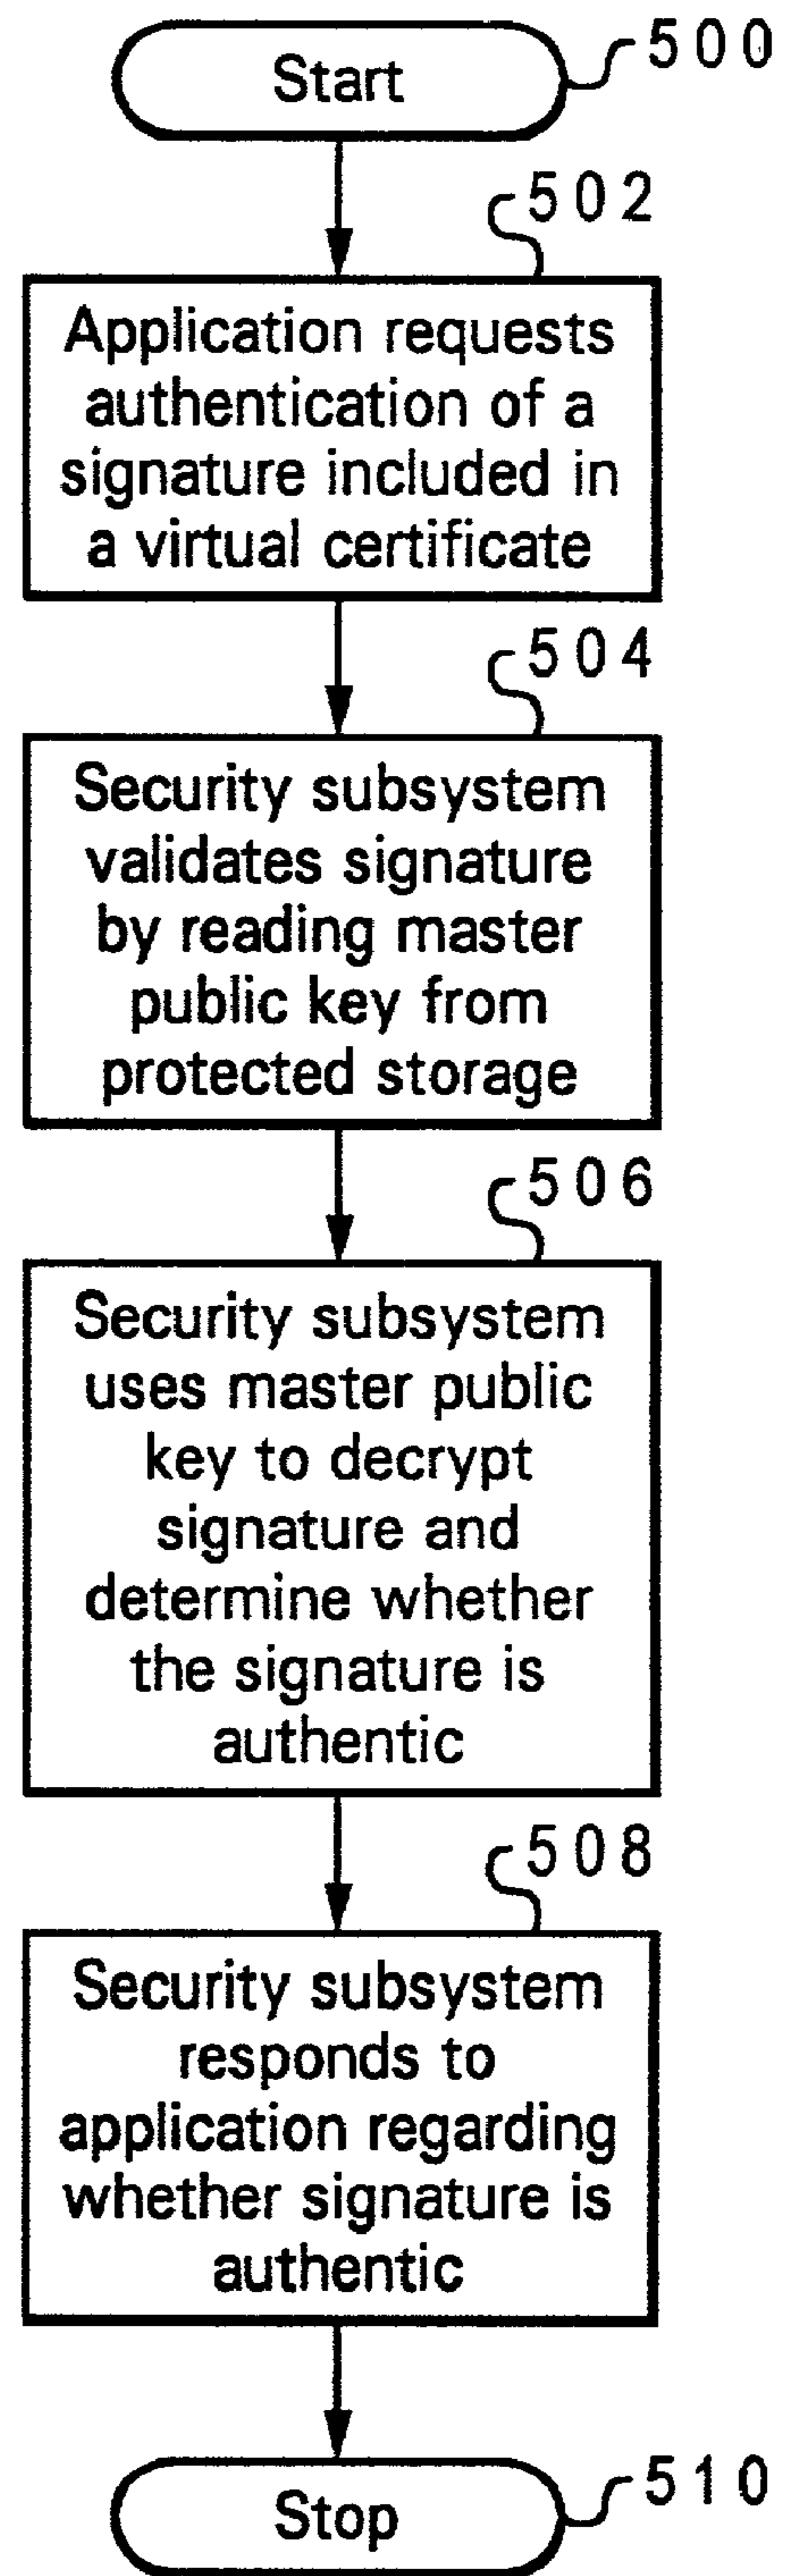 Start
500
502
Application requests
authentication of a
signature included in
a virtual certificate
504
Security subsystem
validates signature
by reading master
public key from
protected storage
506
Security subsystem
uses master public
key to decrypt
signature and
determine whether
the signature is
authentic
508
Security subsystem
responds to
application regarding
whether signature is
authentic
Stop
510